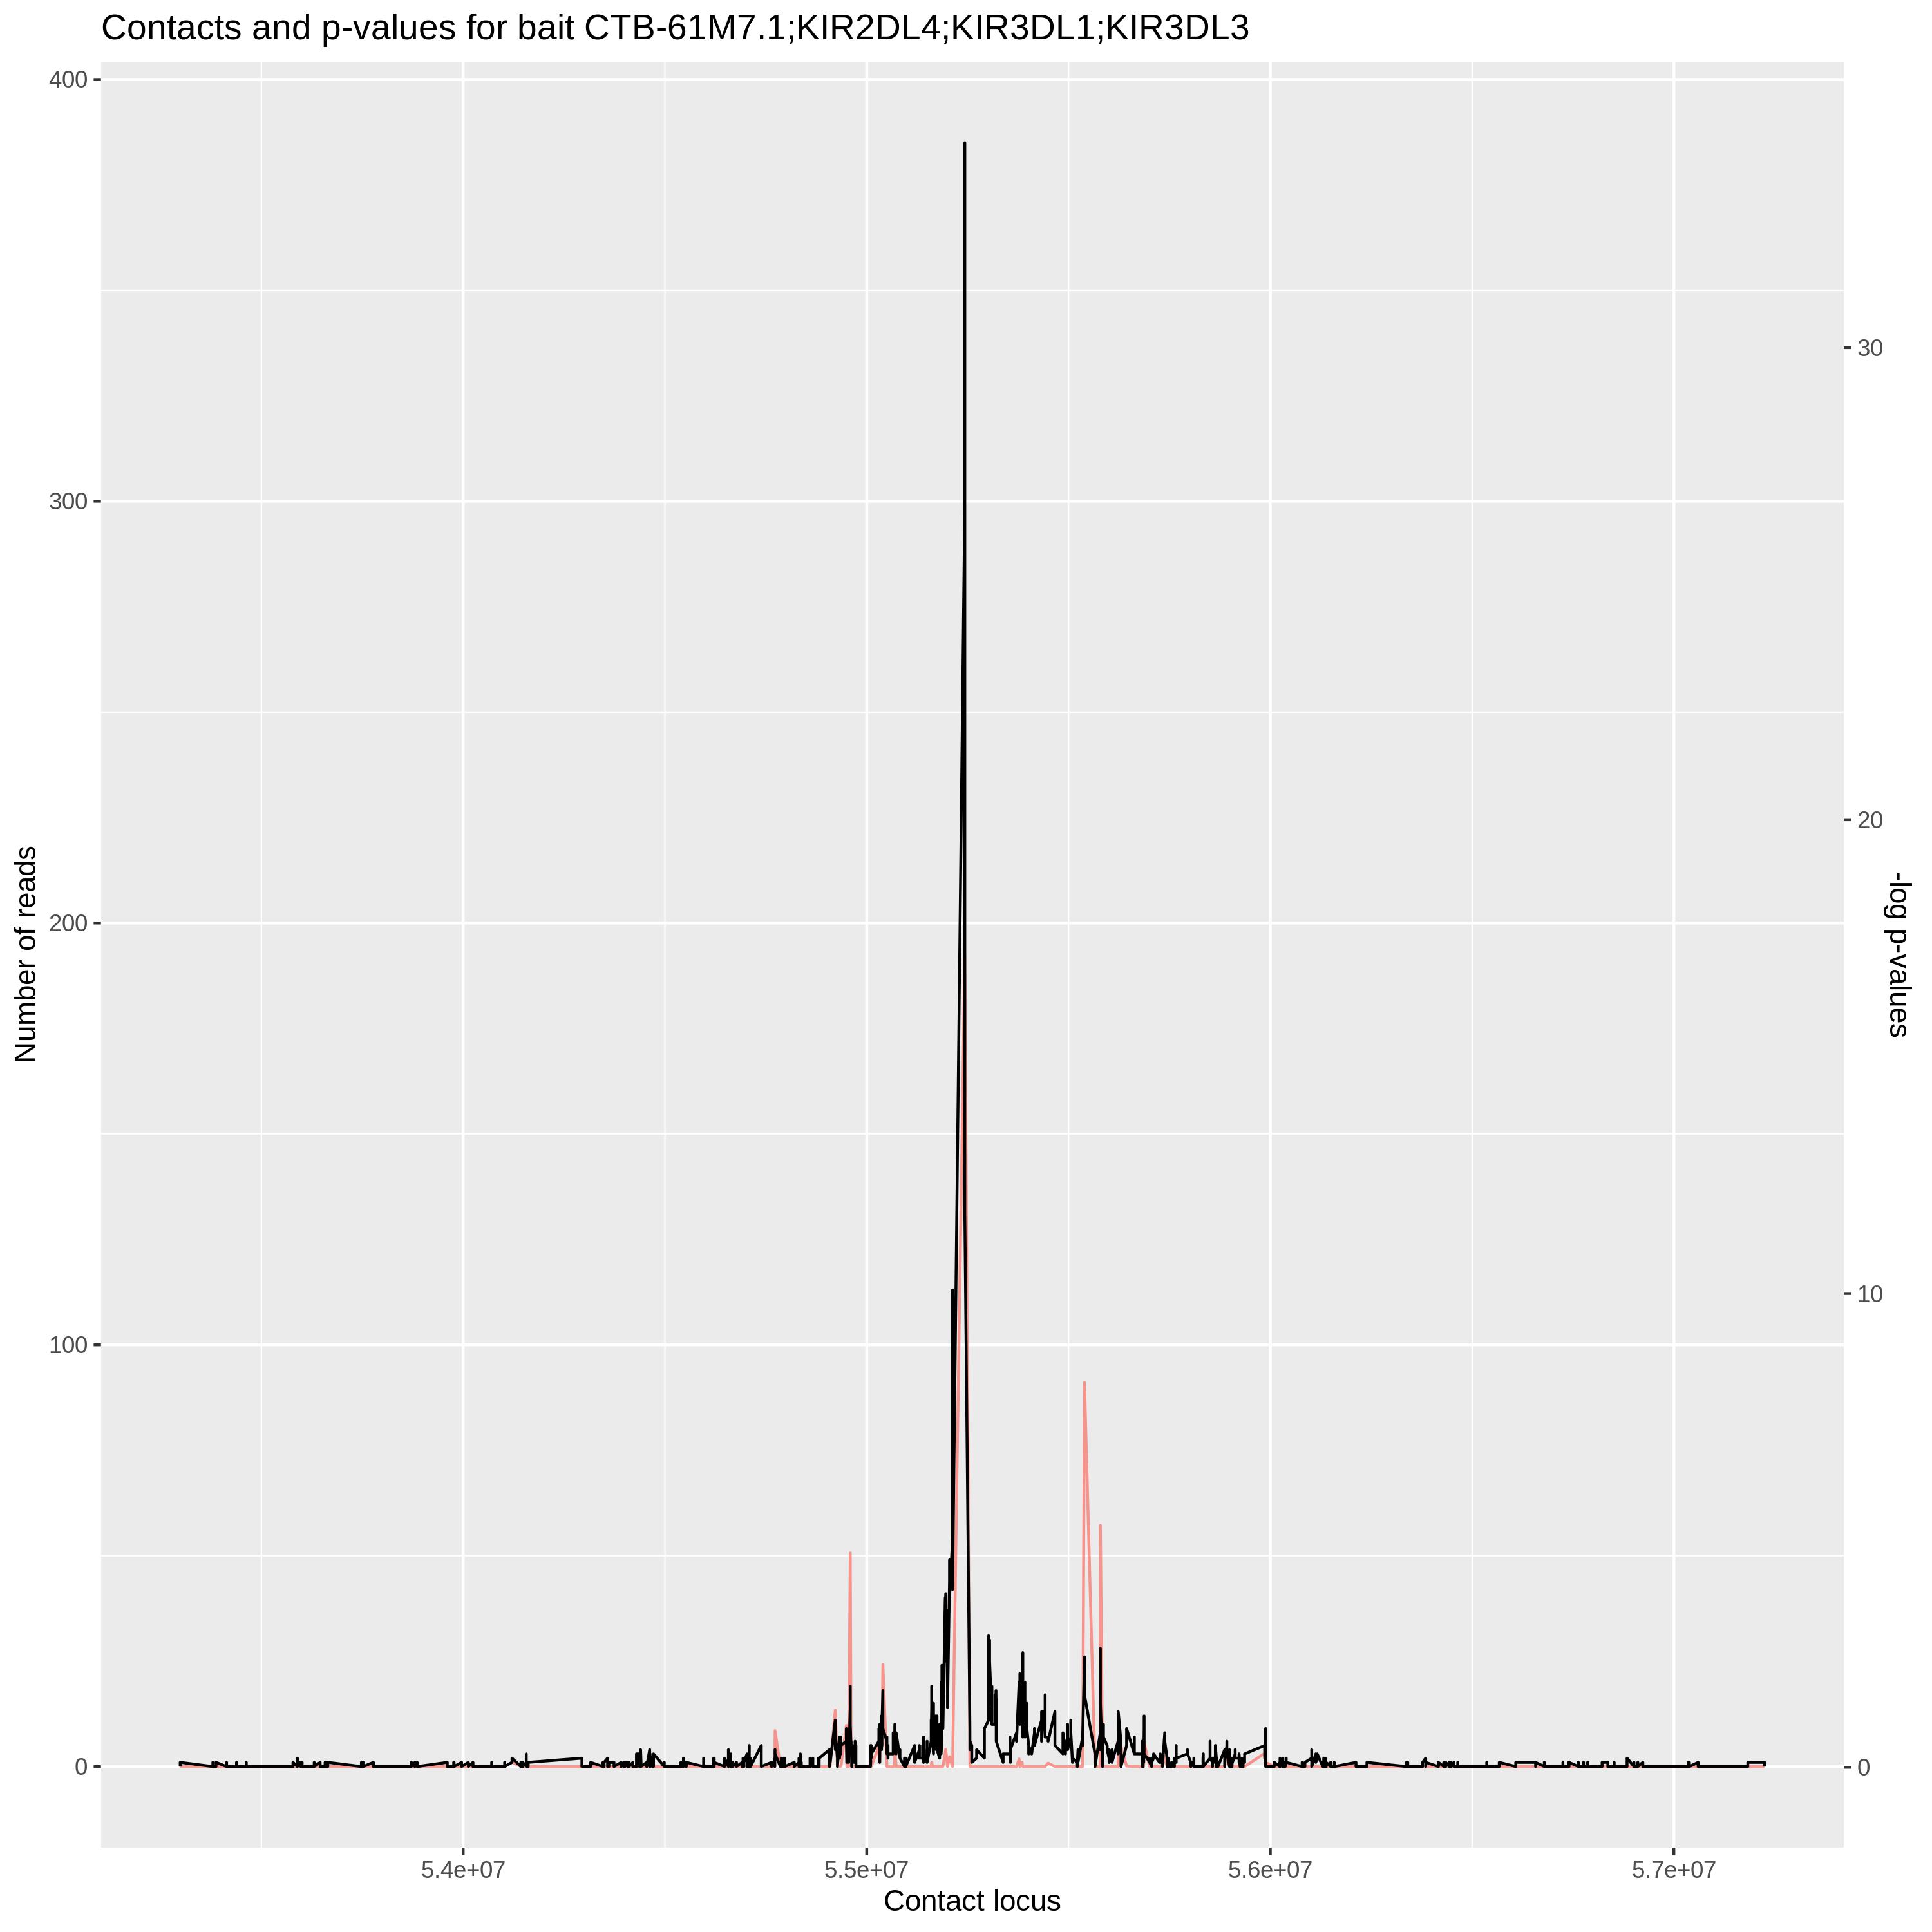 Contacts and p-values for bait CTB-61M7.1;KIR2DL4;KIR3DL1;KIR3DL3
400
300
200
100
0
Number of reads
30
20
10
0
-log p-values
5.4e+07 5.5e+07 5.6e+07 5.7e+07
Contact locus